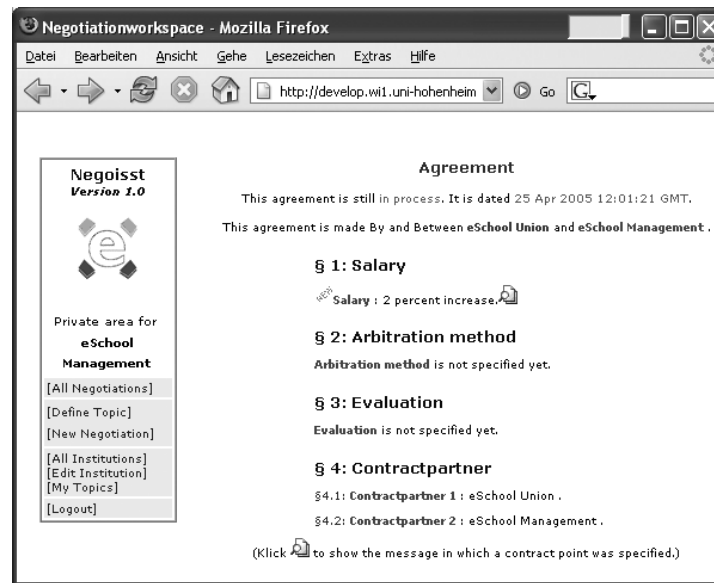 Negotiationworkspace - Mozilla Firefox
Datei Bearbeiten Ansicht Gehe Lesezeichen Extras Hilfe
http://develop.wi1.uni-hohenheim Go G
Negoisst
Version 1.0
e
Private area for
eSchool
Management
[All Negotiations]
[Define Topic]
[New Negotiation]
[All Institutions]
[Edit Institution]
[My Topics]
[Logout]
Agreement
This agreement is still in process. It is dated 25 Apr 2005 12:01:21 GMT.
This agreement is made By and Between eSchool Union and eSchool Management .
§ 1: Salary
NEW Salary : 2 percent increase.
§ 2: Arbitration method
Arbitration method is not specified yet.
§ 3: Evaluation
Evaluation is not specified yet.
§ 4: Contractpartner
§4.1: Contractpartner 1 : eSchool Union .
§4.2: Contractpartner 2 : eSchool Management .
(Klick to show the message in which a contract point was specified.)